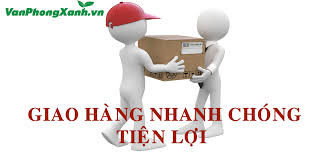 VanPhongXanh.vn
GIAO HÀNG NHANH CHÓNG
TIỆN LỢI